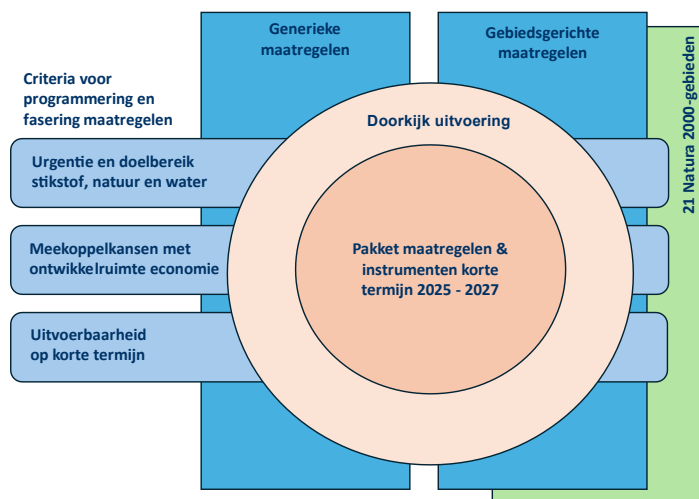 Generieke
maatregelen
Gebiedsgerichte
maatregelen
21 Natura 2000-gebieden
Criteria voor
programmering en
fasering maatregelen
Doorkijk uitvoering
Urgentie en doelbereik
stikstof, natuur en water
Meekoppelkansen met
ontwikkelruimte economie
Uitvoerbaarheid
op korte termijn
Pakket maatregelen &
instrumenten korte
termijn 2025 - 2027